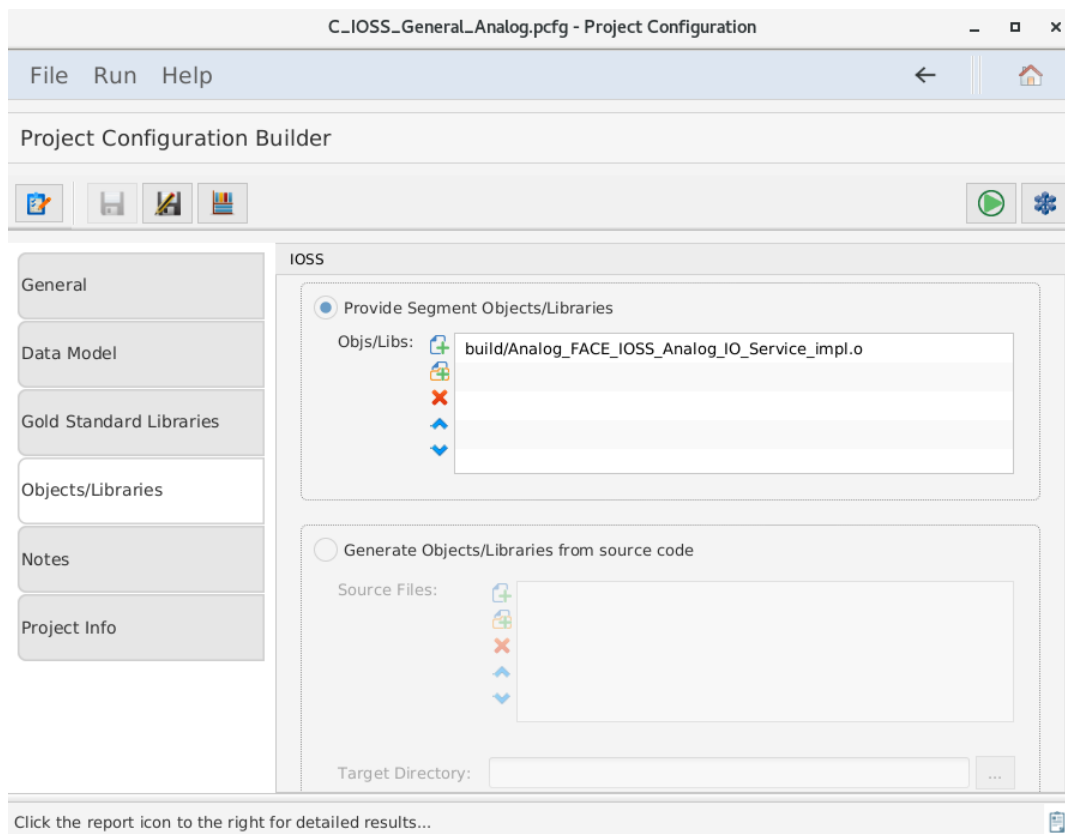 C_IOSS_General_Analog.pcfg - Project Configuration
File Run Help
Project Configuration Builder
General
Data Model
Gold Standard Libraries
Objects/Libraries
Notes
Project Info
IOSS
Provide Segment Objects/Libraries
Objs/Libs:
build/Analog_FACE_IOSS_Analog_IO_Service_impl.o
Generate Objects/Libraries from source code
Source Files:
Target Directory:
...
Click the report icon to the right for detailed results...